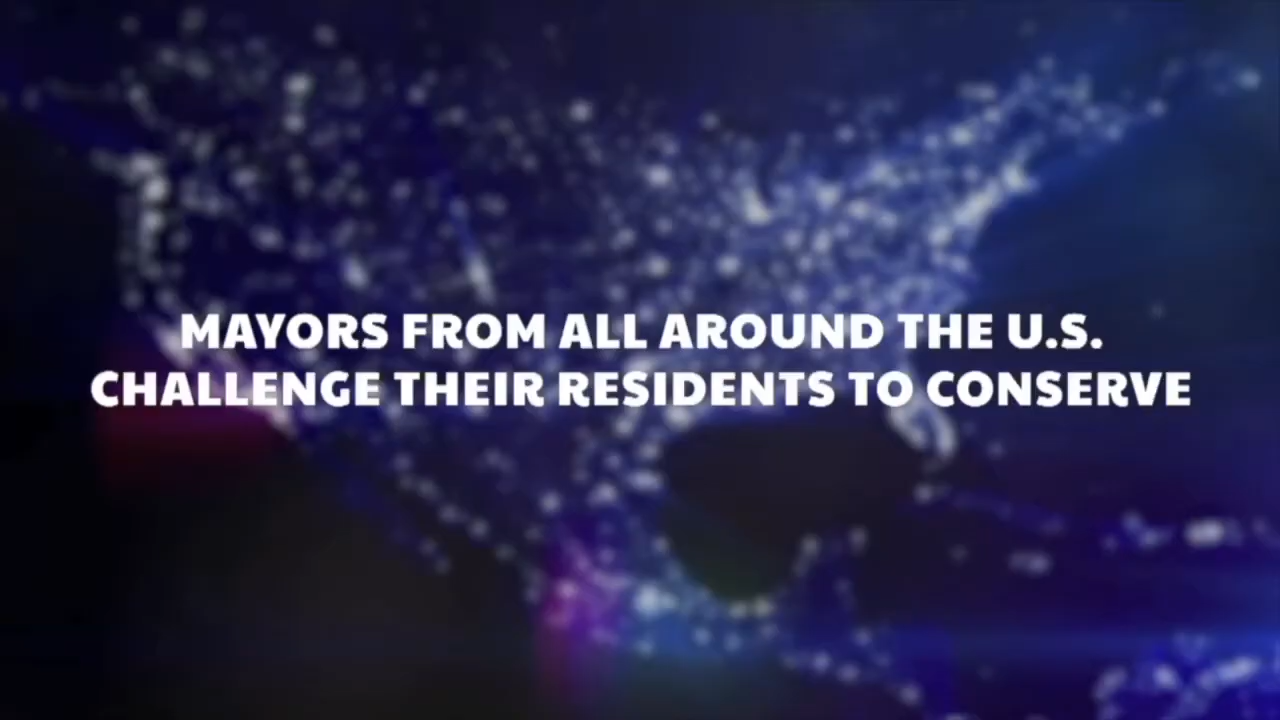 MAYORS FROM ALL AROUND THE U.S.
CHALLENGE THEIR RESIDENTS TO CONSERVE